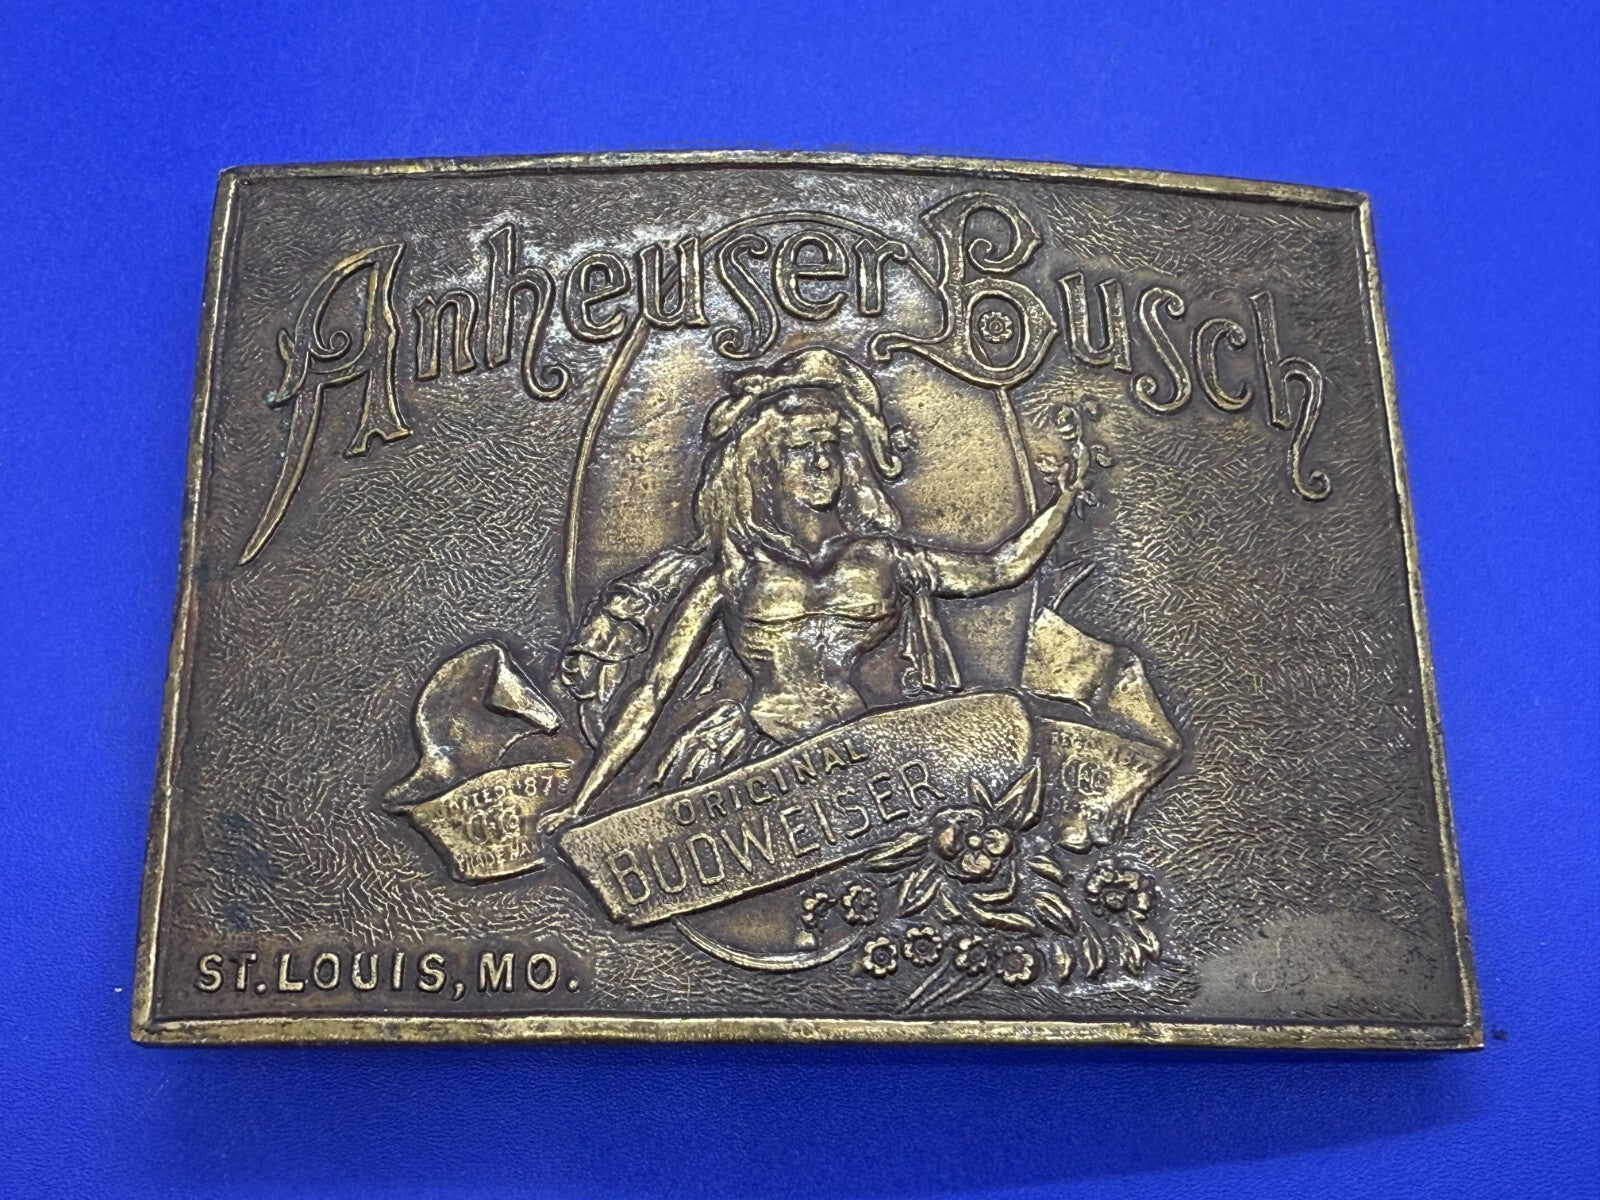 Anheuser Busch
ORIGINAL
BUDWEISER
ST. LOUIS, MO.